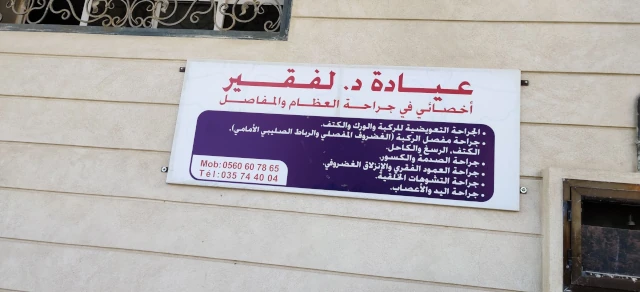 عيادة د. لفقير
أخصائي في جراحة العظام والمفاصل
• الجراحة التعويضية للركبة والورك والكتف.
• جراحة مفصل الركبة (الغضروف المفصلي والرباط الصليبي الأمامي).
الكتف. الرسغ والكاحل.
• جراحة الصدمة والكسور.
• جراحة العمود الفقري والإنزلاق الغضروفي.
• جراحة التشوهات الخلقية.
• جراحة اليد والأعصاب.
Mob: 0560 60 78 65
Tél: 035 74 40 04